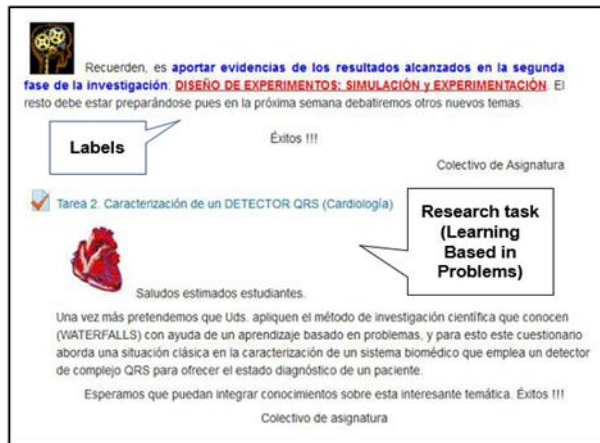 Recuerden, es aportar evidencias de los resultados alcanzados en la segunda
fase de la investigación: DISEÑO DE EXPERIMENTOS: SIMULACIÓN y EXPERIMENTACIÓN. El
resto debe estar preparándose pues en la próxima semana debatiremos otros nuevos temas.
Labels
Éxitos !!!
Colectivo de Asignatura
Tarea 2. Caracterización de un DETECTOR QRS (Cardiología)
Research task
(Learning
Based in
Problems)
Saludos estimados estudiantes.
Una vez más pretendemos que Uds. apliquen el método de investigación científica que conocen
(WATERFALLS) con ayuda de un aprendizaje basado en problemas, y para esto este cuestionario
aborda una situación clásica en la caracterización de un sistema biomédico que emplea un detector
de complejo QRS para ofrecer el estado diagnóstico de un paciente.
Esperamos que puedan integrar conocimientos sobre esta interesante temática. Éxitos !!!
Colectivo de asignatura